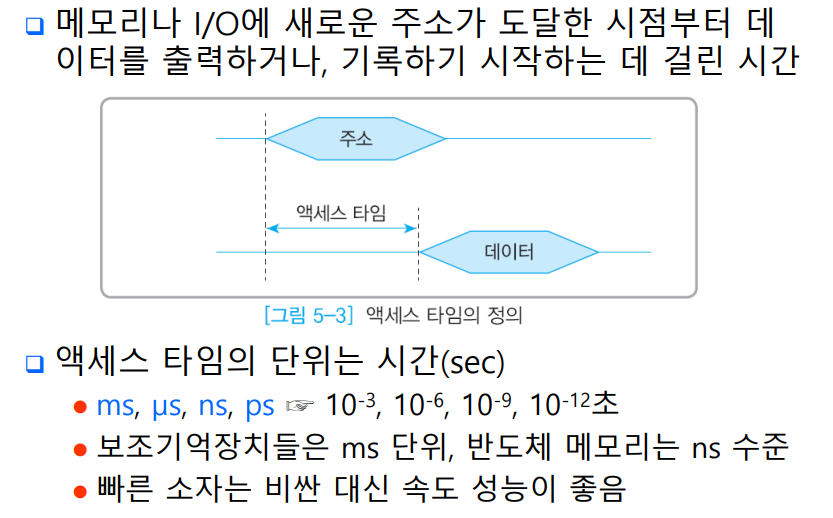 ❑ 메모리나 I/O에 새로운 주소가 도달한 시점부터 데
이터를 출력하거나, 기록하기 시작하는 데 걸린 시간
주소
액세스 타임
데이터
[그림 5–3] 액세스 타임의 정의
❑ 액세스 타임의 단위는 시간(sec)
● ms, μs, ns, ps ☞ 10⁻³, 10⁻⁶, 10⁻⁹, 10⁻¹²초
● 보조기억장치들은 ms 단위, 반도체 메모리는 ns 수준
● 빠른 소자는 비싼 대신 속도 성능이 좋음